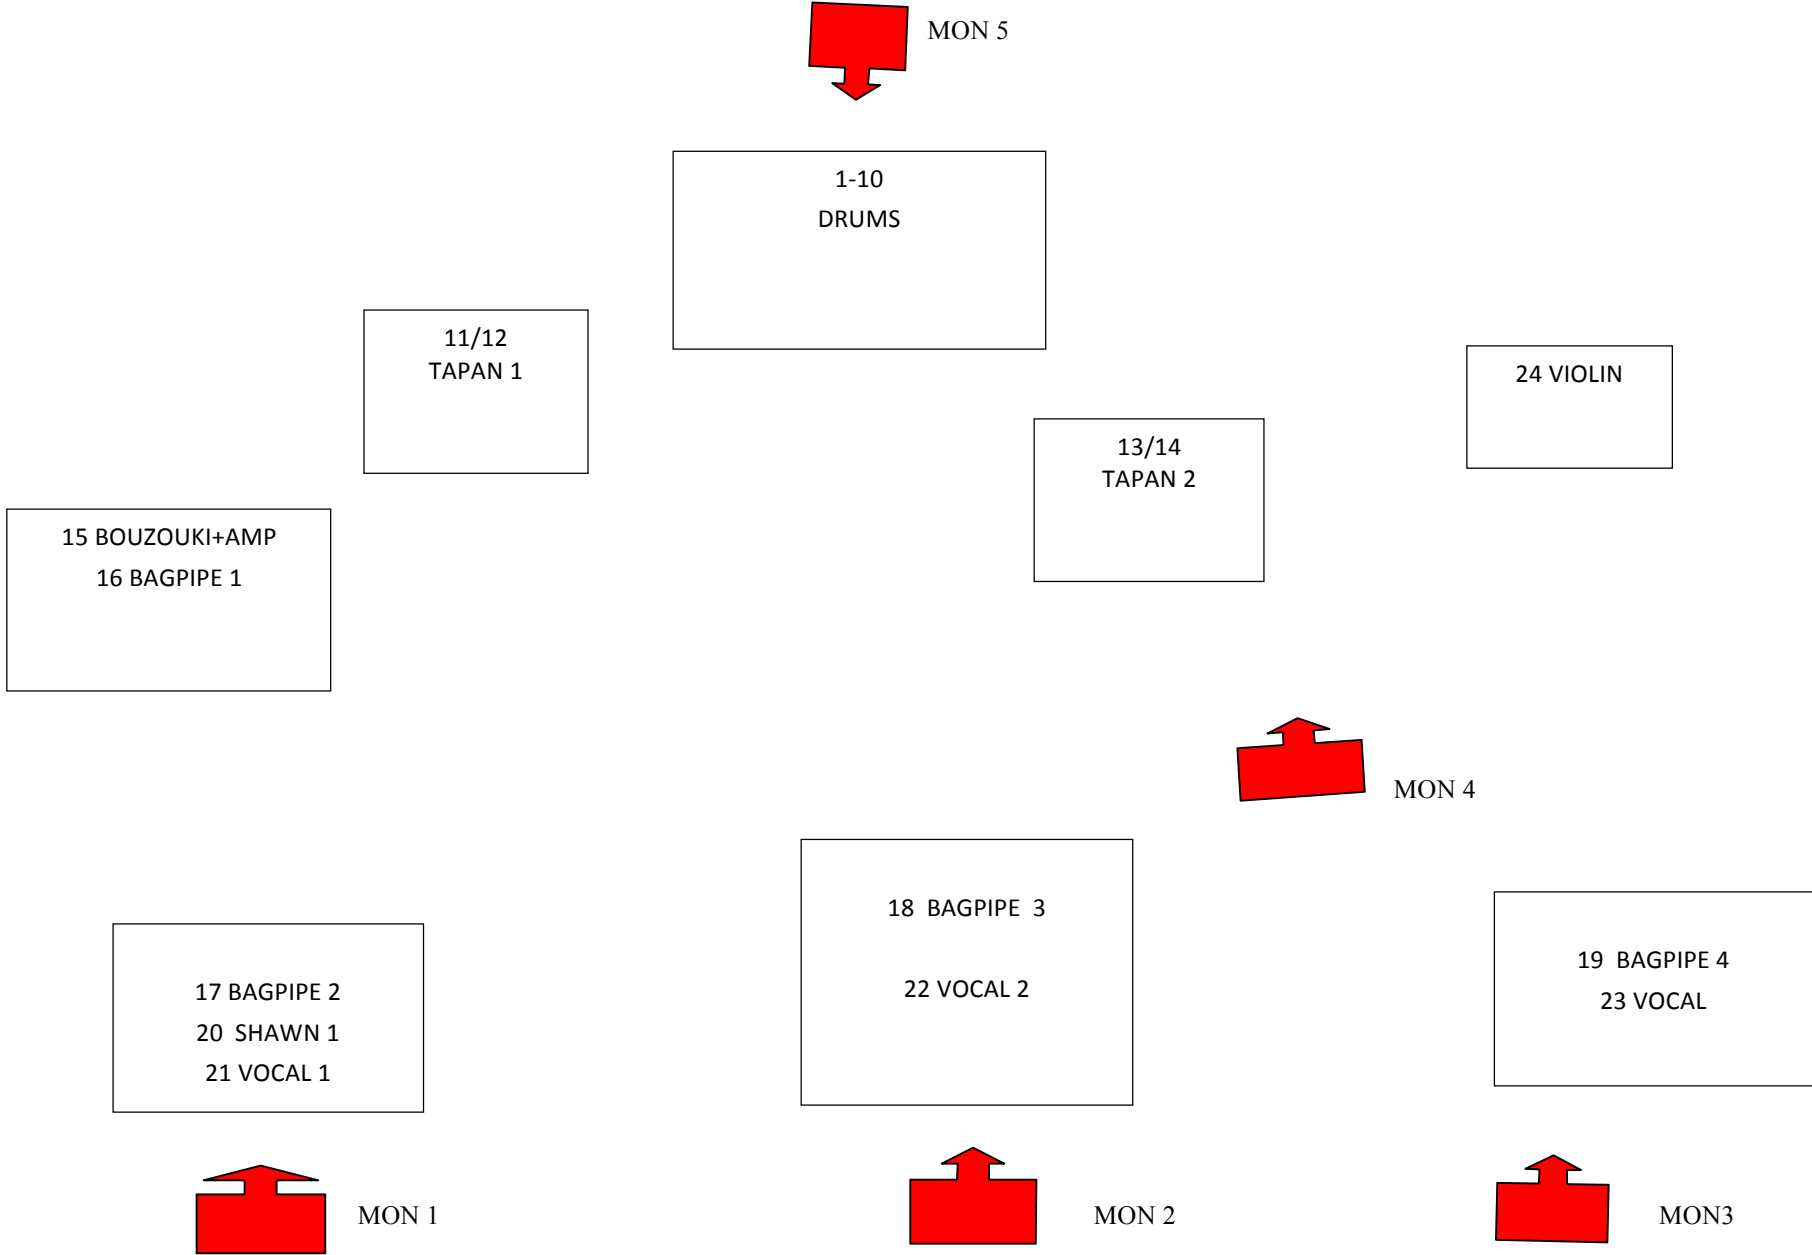 MON 5
1-10
DRUMS
11/12
TAPAN 1
24 VIOLIN
13/14
TAPAN 2
15 BOUZOUKI+AMP
16 BAGPIPE 1
MON 4
18 BAGPIPE 3
22 VOCAL 2
19 BAGPIPE 4
23 VOCAL
17 BAGPIPE 2
20 SHAWN 1
21 VOCAL 1
MON 1
MON 2
MON3